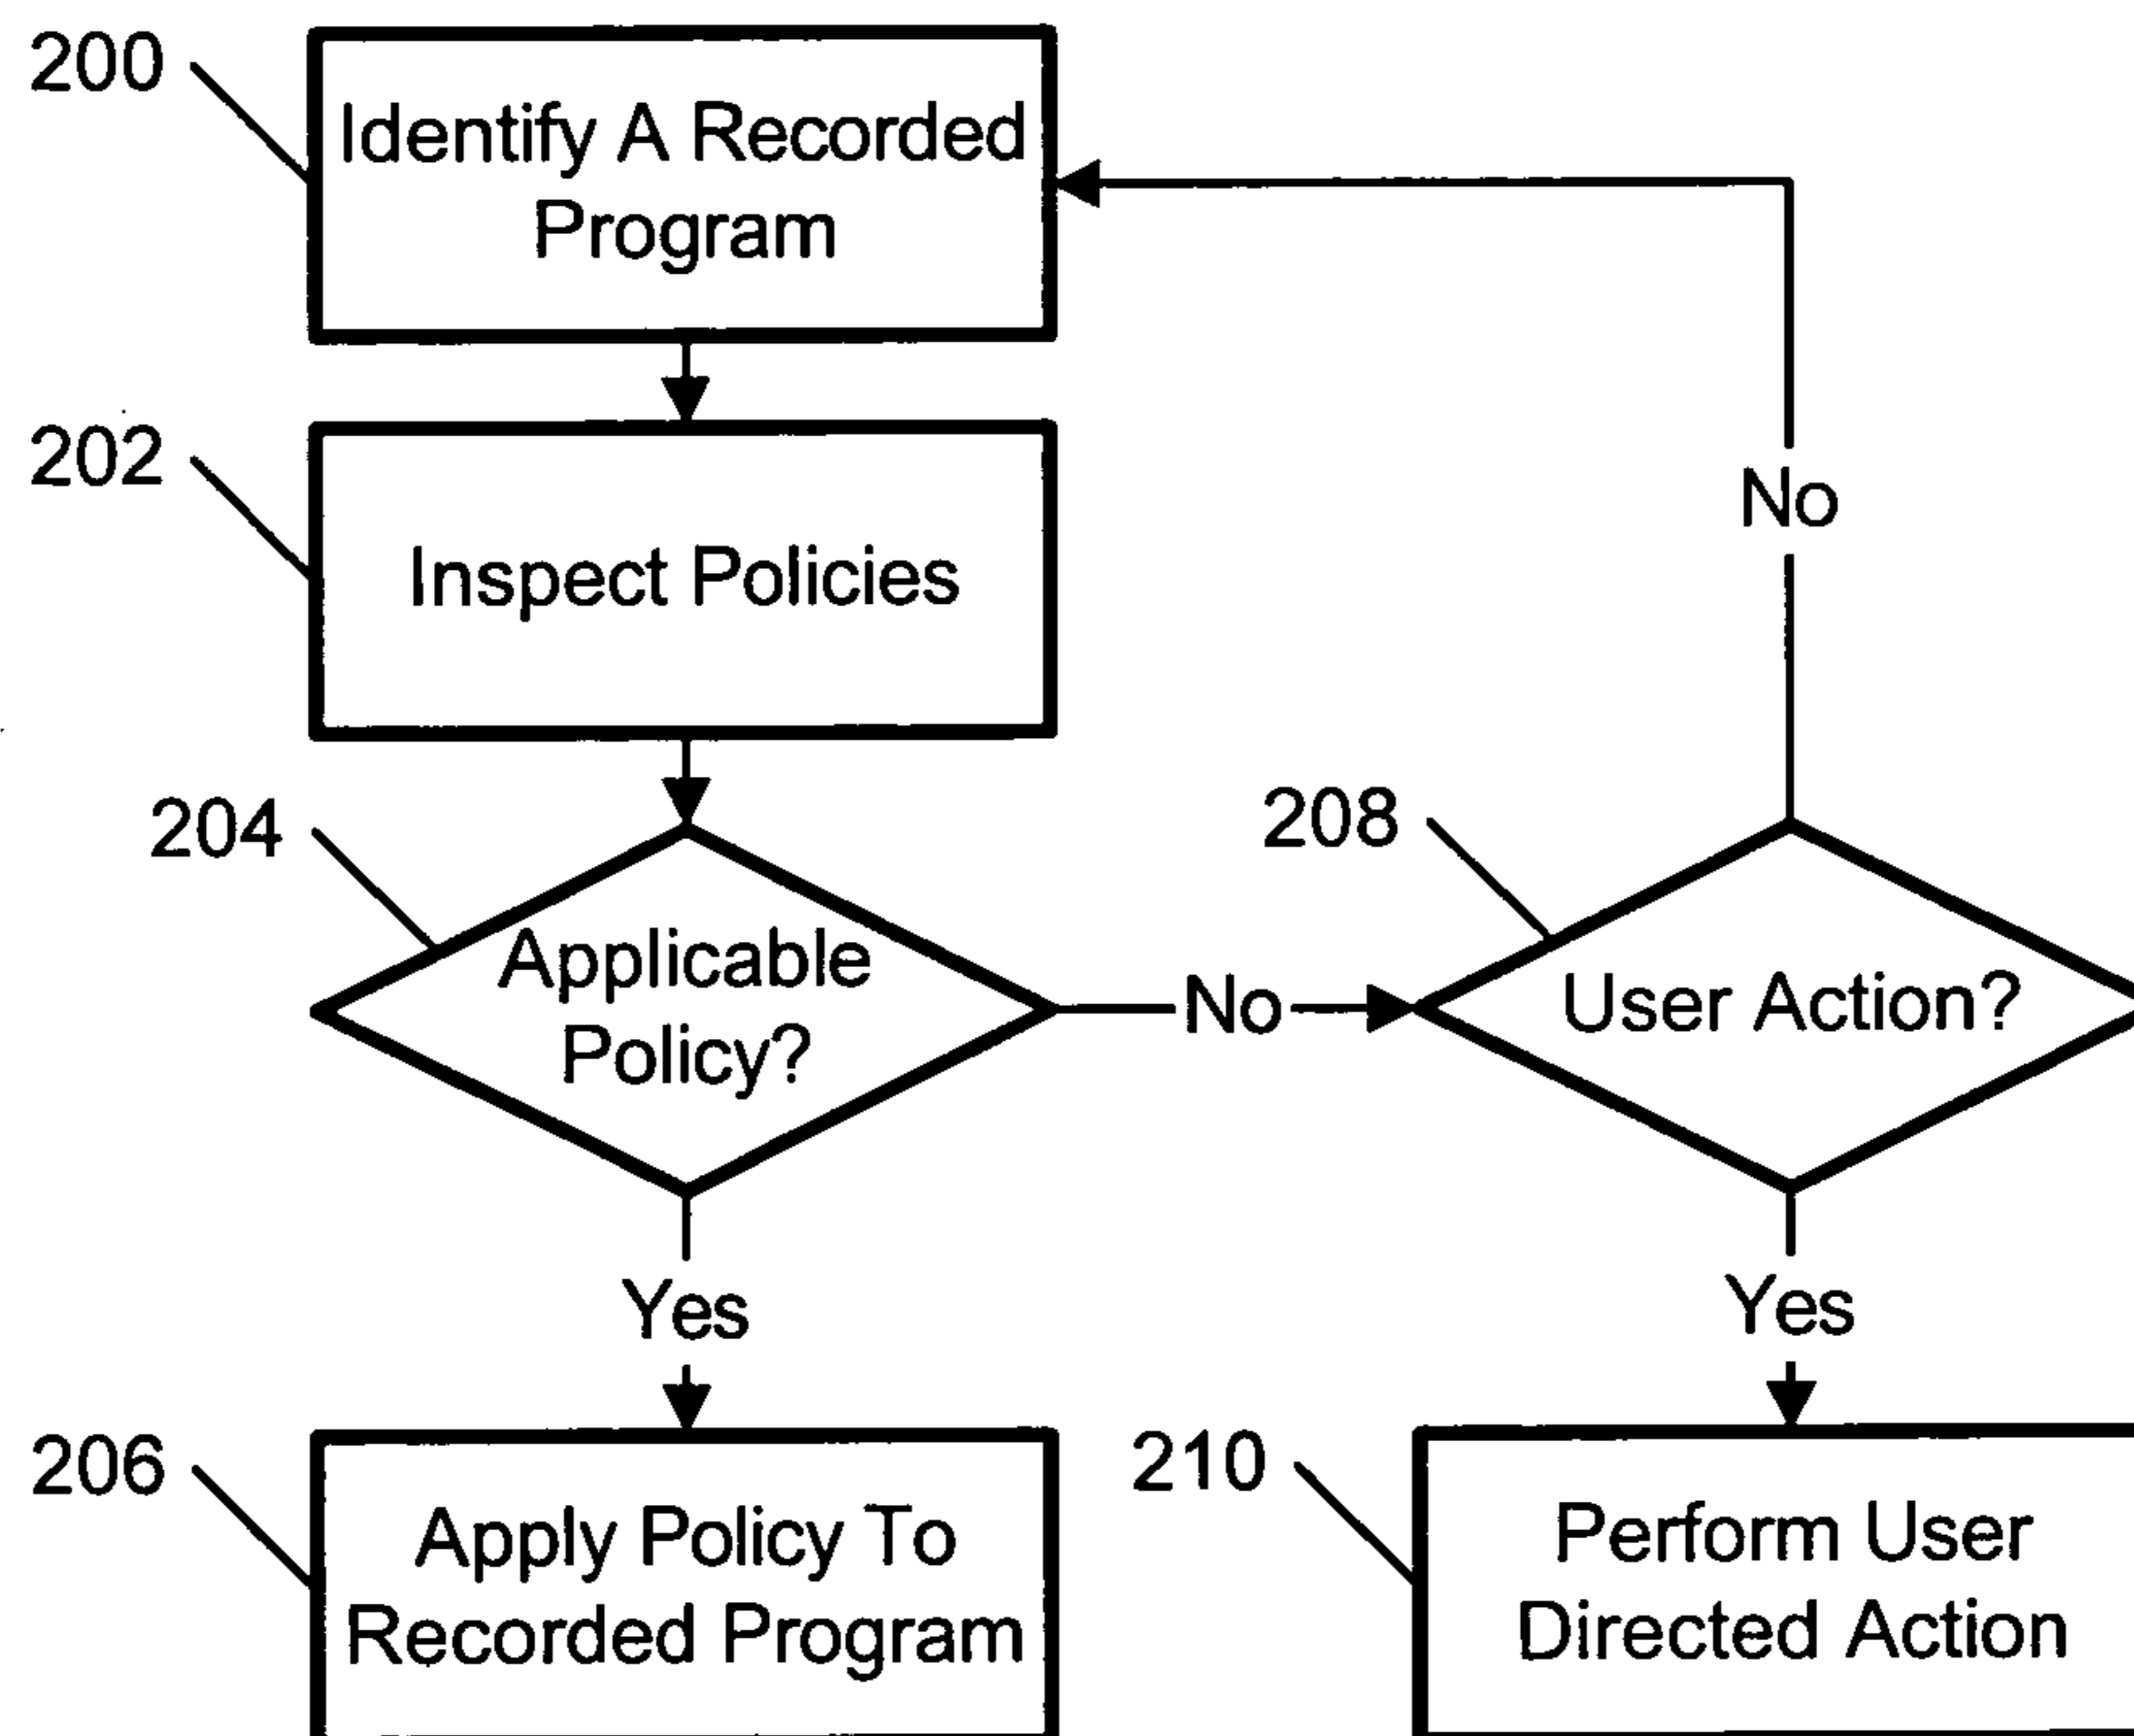 200
Identify A Recorded
Program
202
Inspect Policies
No
204
Applicable
Policy?
No
208
User Action?
Yes
Yes
206
Apply Policy To
Recorded Program
210
Perform User
Directed Action